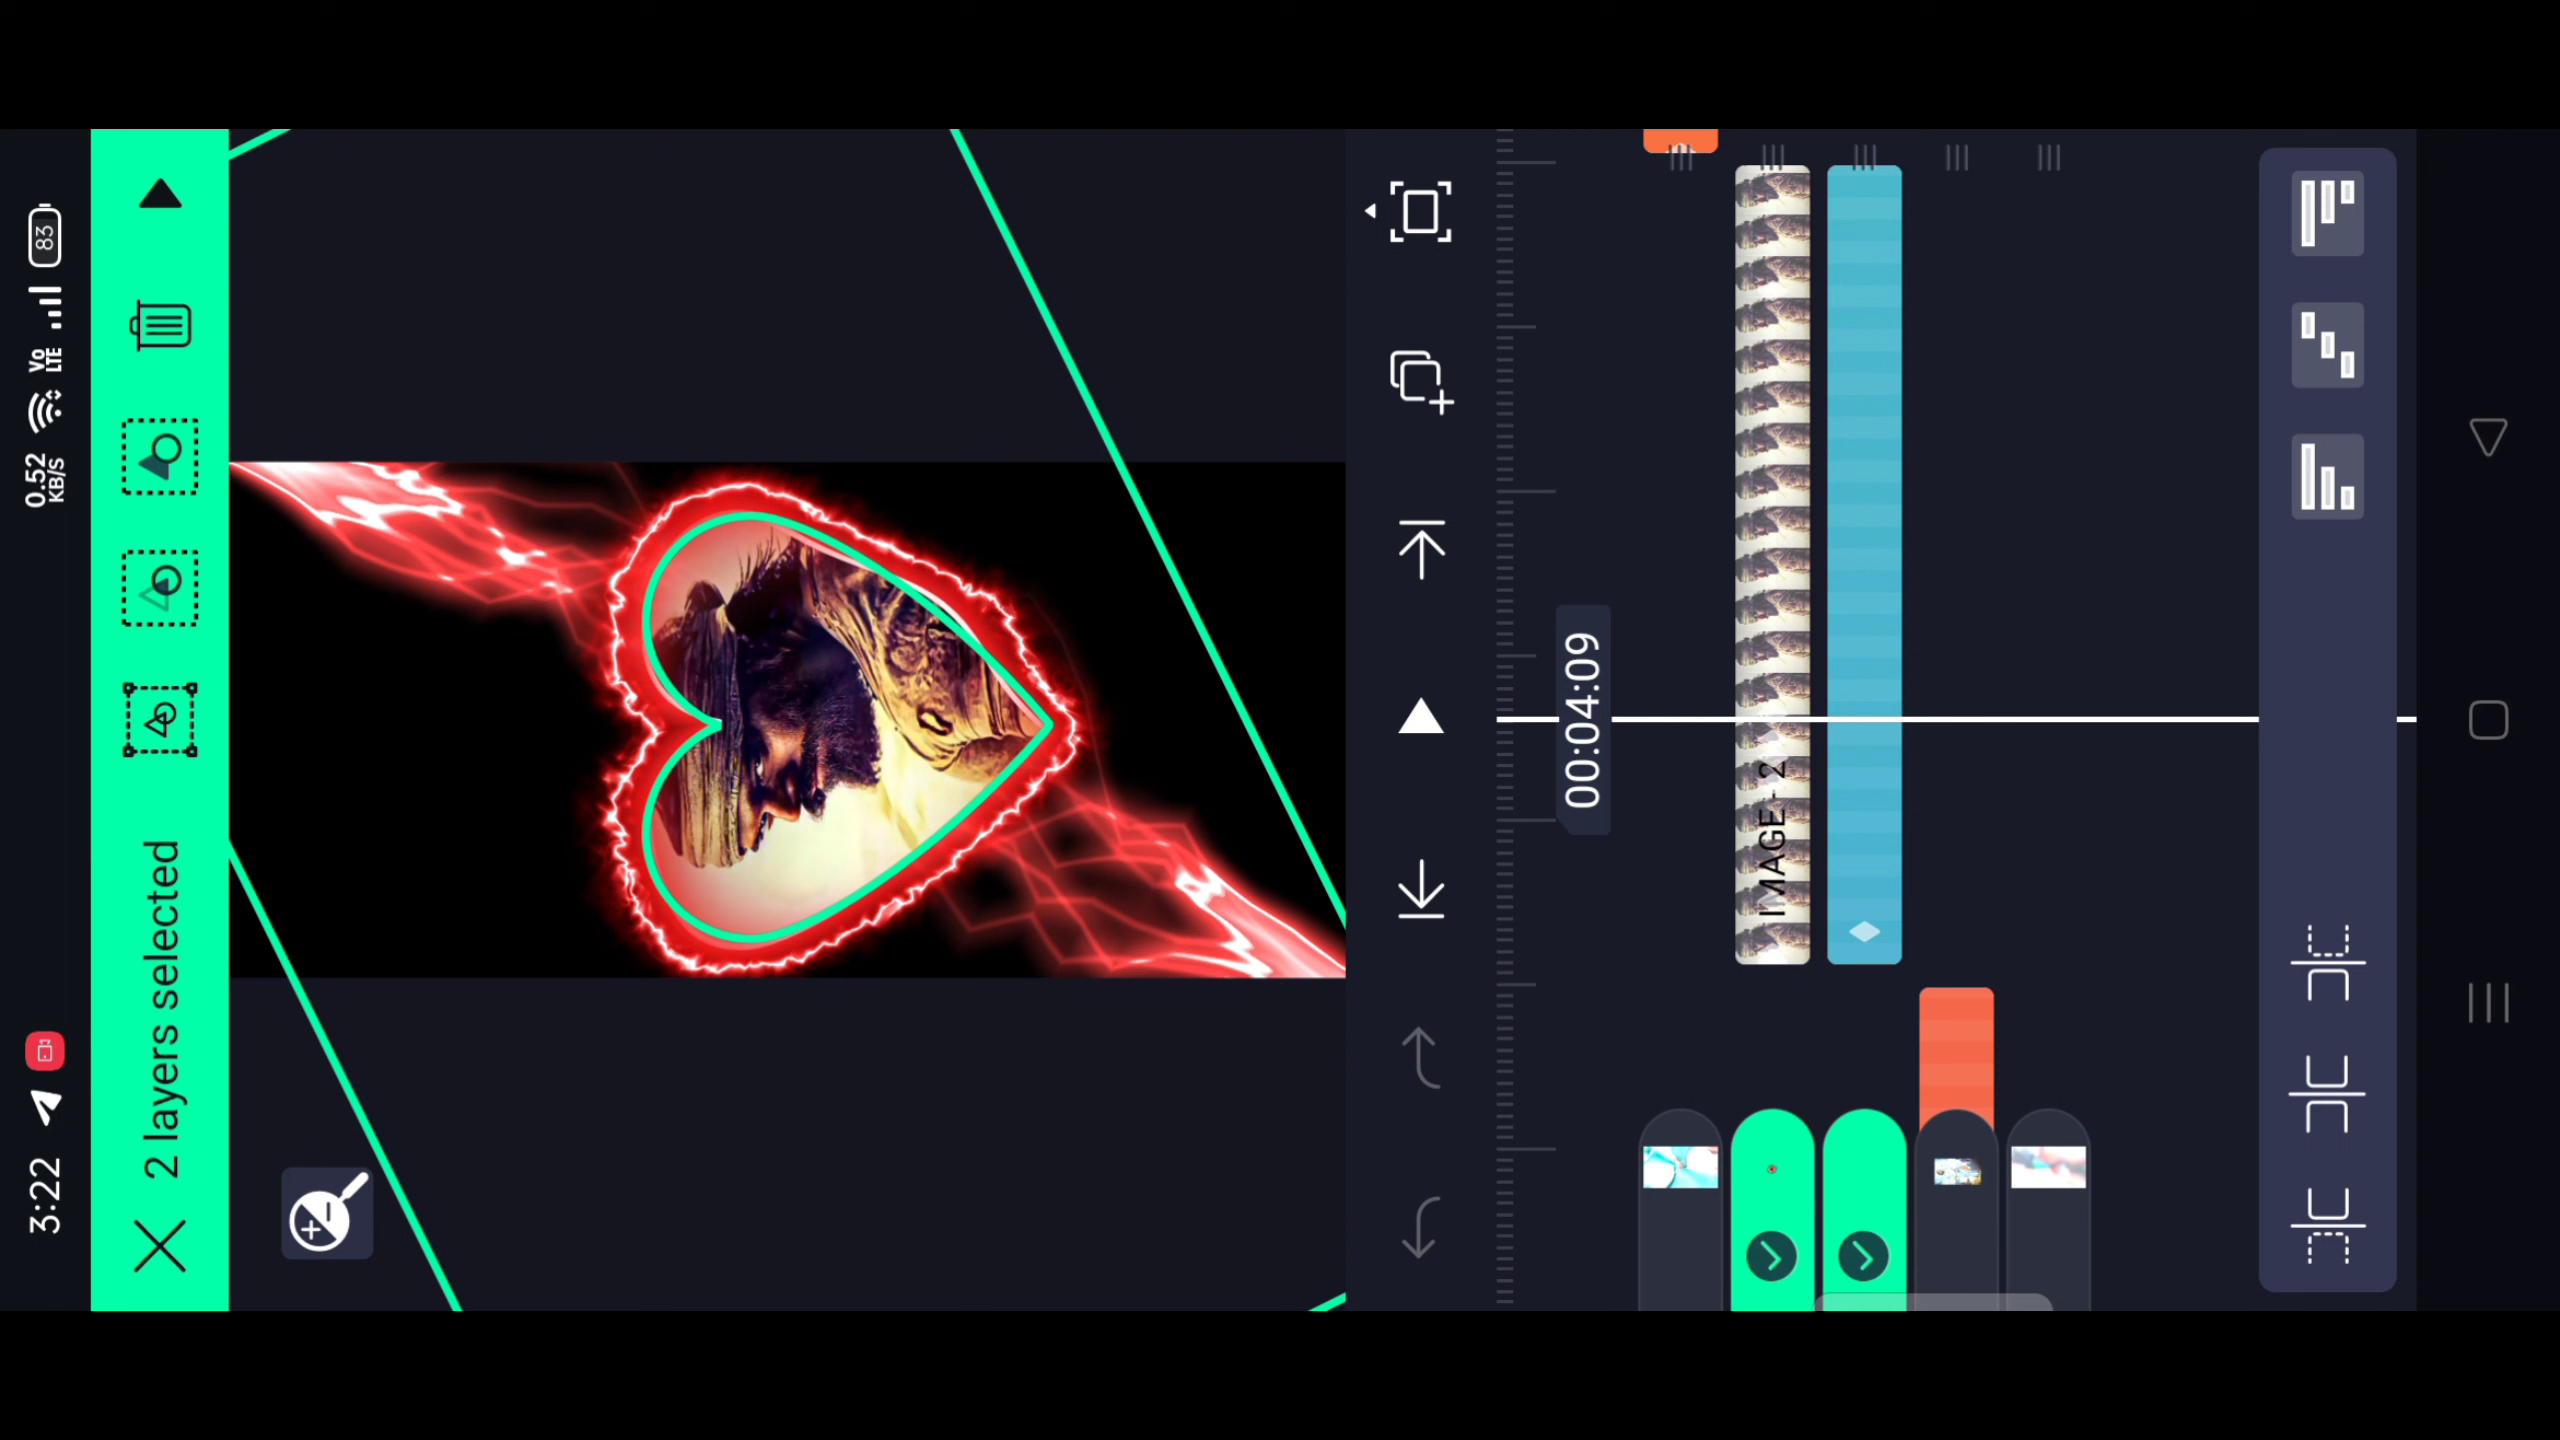 3:22
0.52
KB/S
Vo
LTE
83
2 layers selected
00:04:09
IMAGE - 2